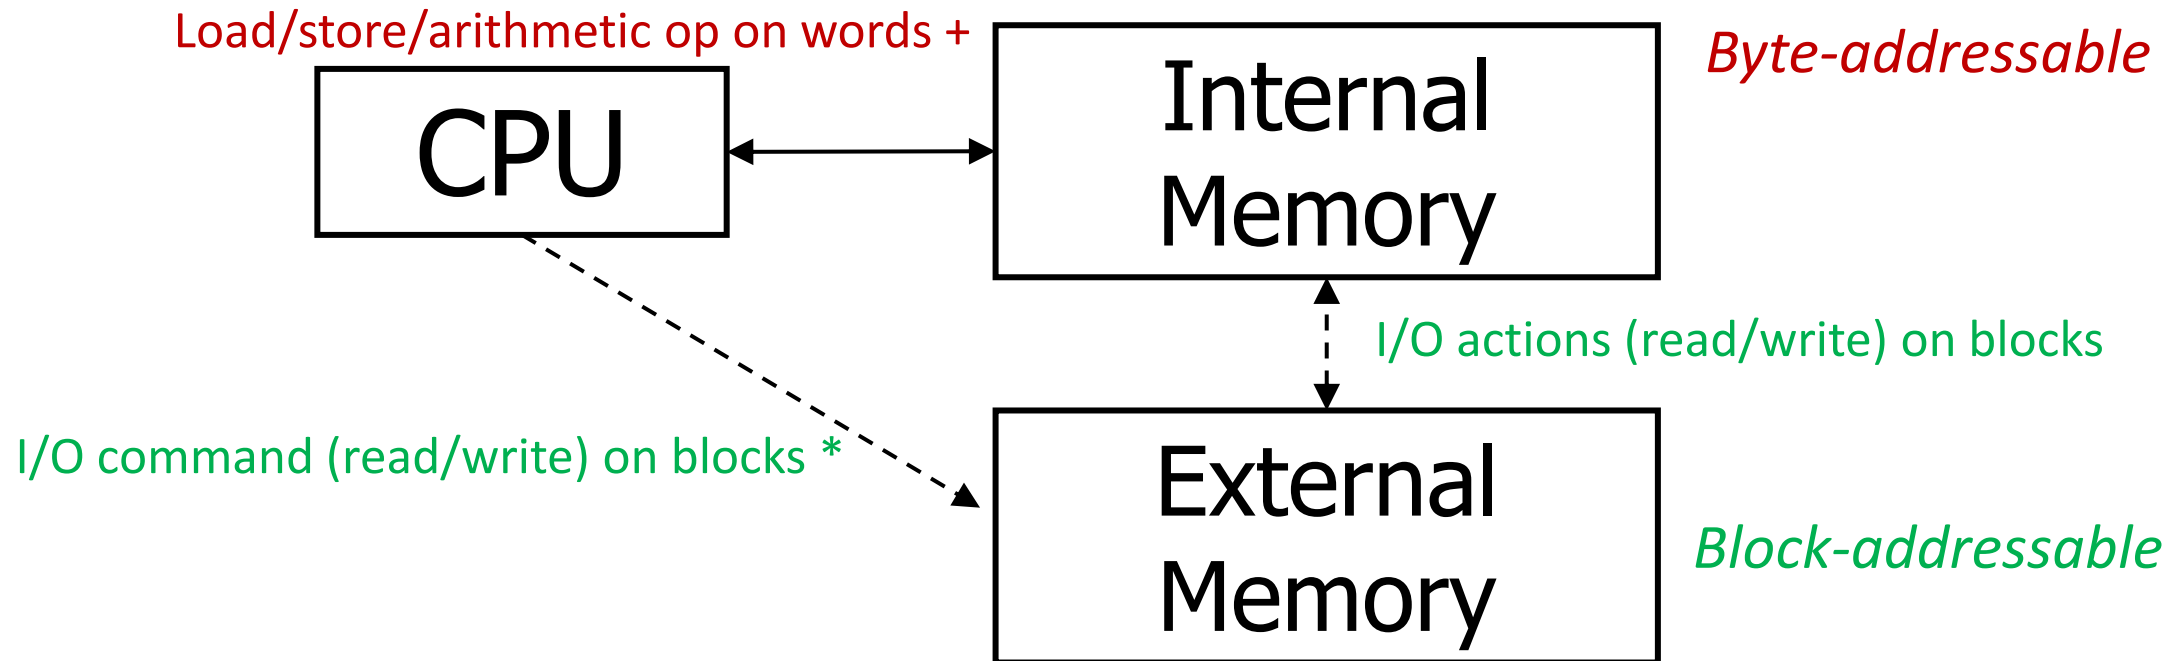 Load/store/arithmetic op on words +
Byte-addressable
CPU
Internal
Memory
I/O actions (read/write) on blocks
I/O command (read/write) on blocks *
External
Memory
Block-addressable